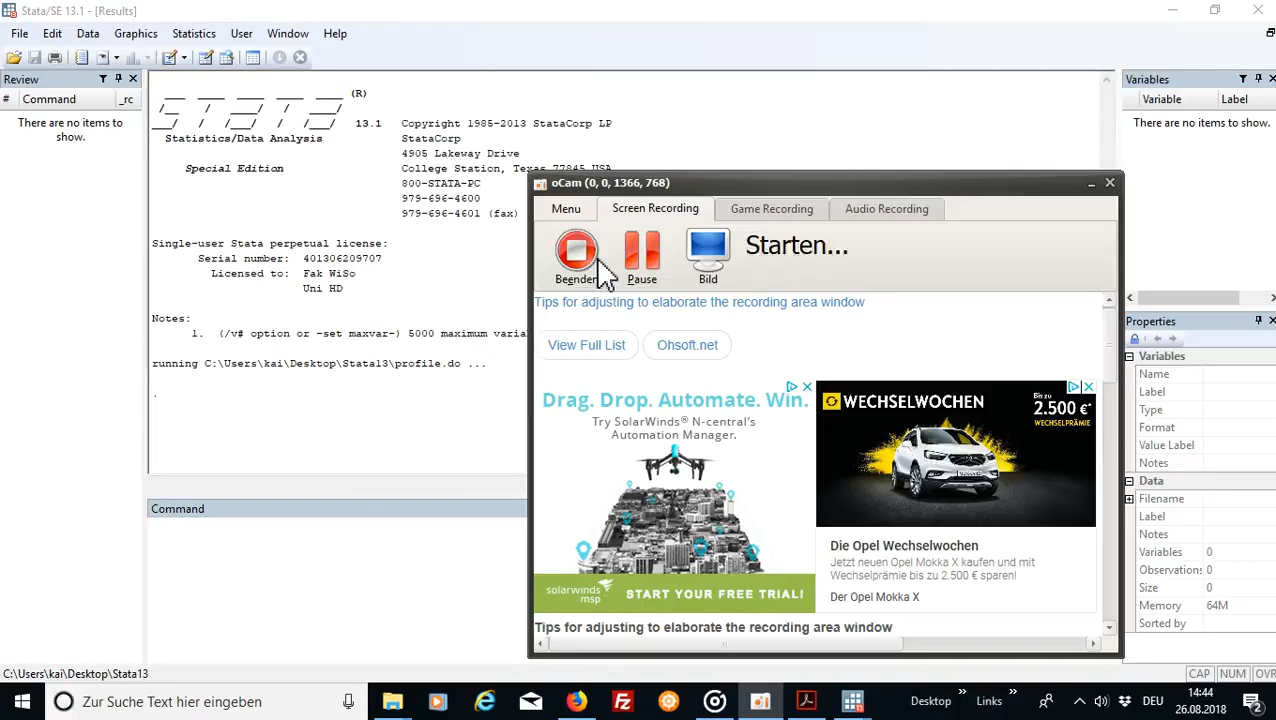 Stata/SE 13.1 - [Results]
File Edit Data Graphics Statistics User Window Help
Review
# Command _rc
There are no items to
show.
(R)
13.1 Copyright 1985-2013 StataCorp LP
Statistics/Data Analysis StataCorp
4905 Lakeway Drive
Special Edition College Station, Texas 77845 USA
800-STATA-PC
979-696-4600
979-696-4601 (fax)
Single-user Stata perpetual license:
Serial number: 401306209707
Licensed to: Fak WiSo
Uni HD
Notes:
1. (/v# option or -set maxvar-) 5000 maximum
running C:\Users\kai\Desktop\Stata13\profile.do ...
.
Command
oCam (0, 0, 1366, 768)
Menu Screen Recording Game Recording Audio Recording
Beenden Pause Bild Starten...
Tips for adjusting to elaborate the recording area window
View Full List Ohsoft.net
Drag. Drop. Automate. Win.
Try SolarWinds® N-central's
Automation Manager.
solarwinds
msp
START YOUR FREE TRIAL!
WECHSELWOCHEN
Bis zu
2.500 €*
WECHSELPRÄMIE
Die Opel Wechselwochen
Jetzt neuen Opel Mokka X kaufen und mit
Wechselprämie bis zu 2.500 € sparen!
Der Opel Mokka X
Tips for adjusting to elaborate the recording area window
Variables
Variable Label
There are no items to show.
Properties
Variables
Name
Label
Type
Format
Value Label
Notes
Data
Filename
Label
Notes
Variables 0
Observations 0
Size 0
Memory 64M
Sorted by
C:\Users\kai\Desktop\Stata13
CAP NUM OVR
Zur Suche Text hier eingeben
Desktop » Links » DEU
14:44
26.08.2018
2